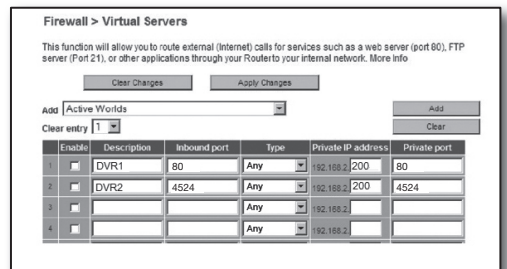 Firewall > Virtual Servers
This function will allow you to route external (Internet) calls for services such as a web server (port 80), FTP
server (Port 21), or other applications through your Routerto your internal network. More Info
Clear Changes Apply Changes
Add Active Worlds Add
Clear entry 1 Clear
Enable Description Inbound port Type Private IP address Private port
1 DVR1 80 Any 192.168.2. 200 80
2 DVR2 4524 Any 192.168.2. 200 4524
3 Any 192.168.2.
4 Any 192.168.2.